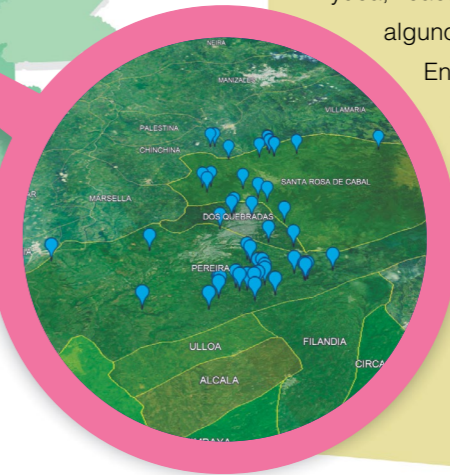 algunc
En
NEIRA
MANIZALES
VILLAMARIA
PALESTINA
CHINCHINA
SANTA ROSA DE CABAL
MARSELLA
DOS QUEBRADAS
PEREIRA
ULLOA
FILANDIA
CIRCA
ALCALA